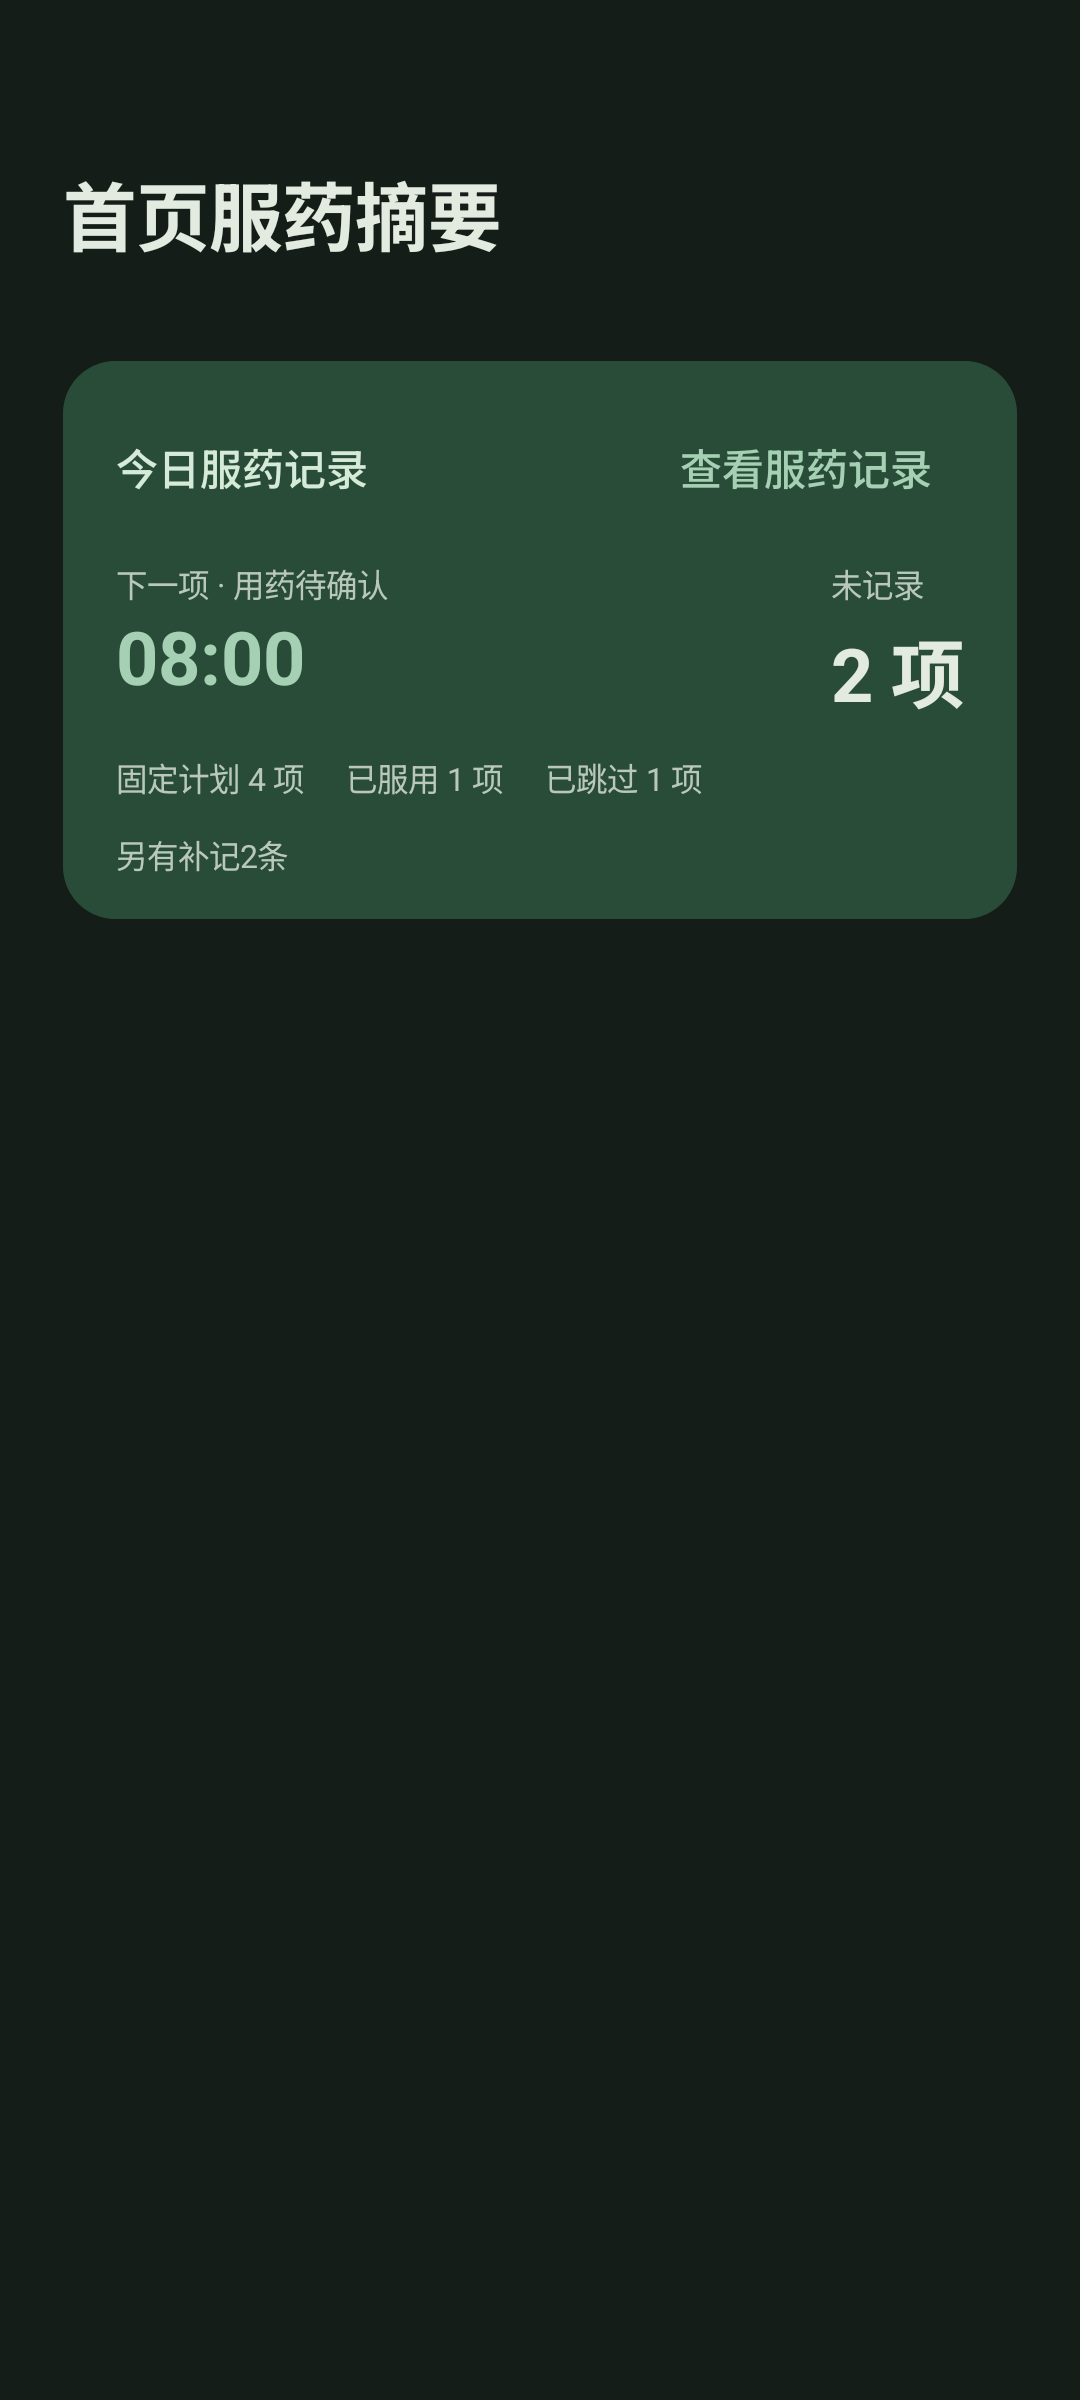 首页服药摘要
今日服药记录
查看服药记录
下一项 · 用药待确认
未记录
08:00
2 项
固定计划 4 项 已服用 1 项 已跳过 1 项
另有补记2条